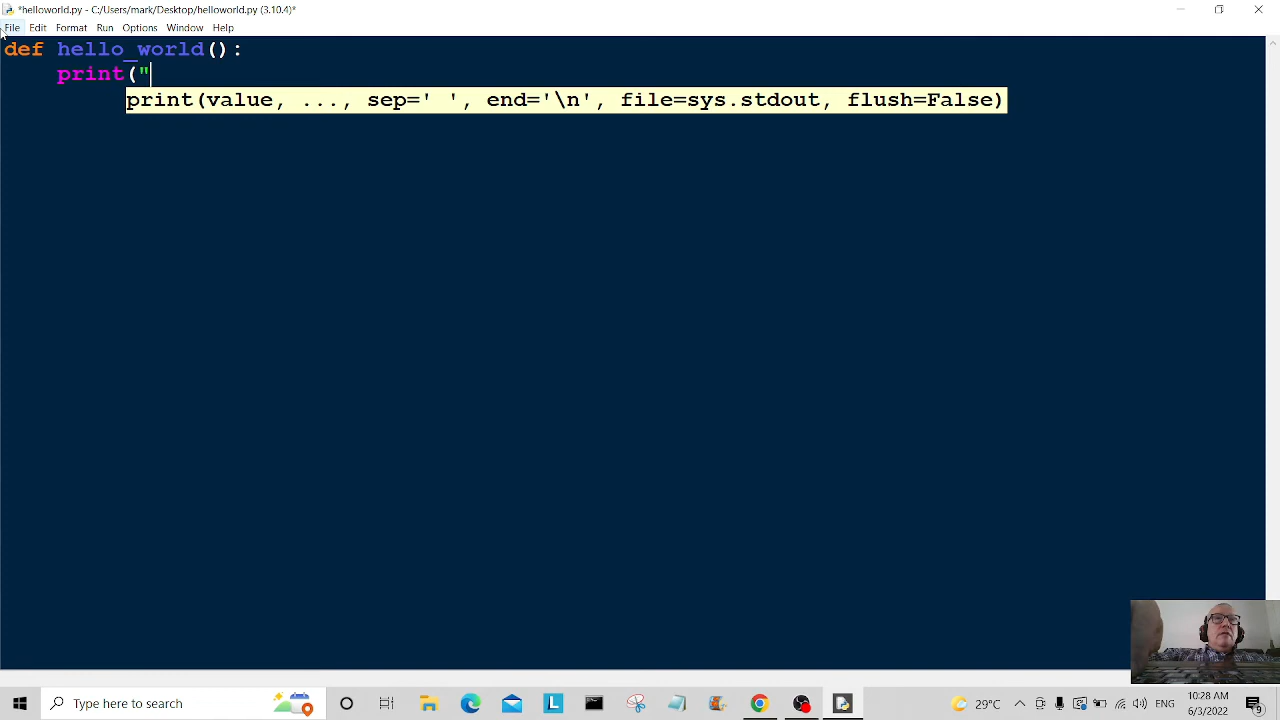 *helloworld.py - C:/Users/mark/Desktop/helloworld.py (3.10.4)*
File Edit Format Run Options Window Help
def hello_world():
print("
print(value, ..., sep=' ', end='\n', file=sys.stdout, flush=False)
Type here to search
L
29°C
ENG
10:28 AM
6/3/2022
9